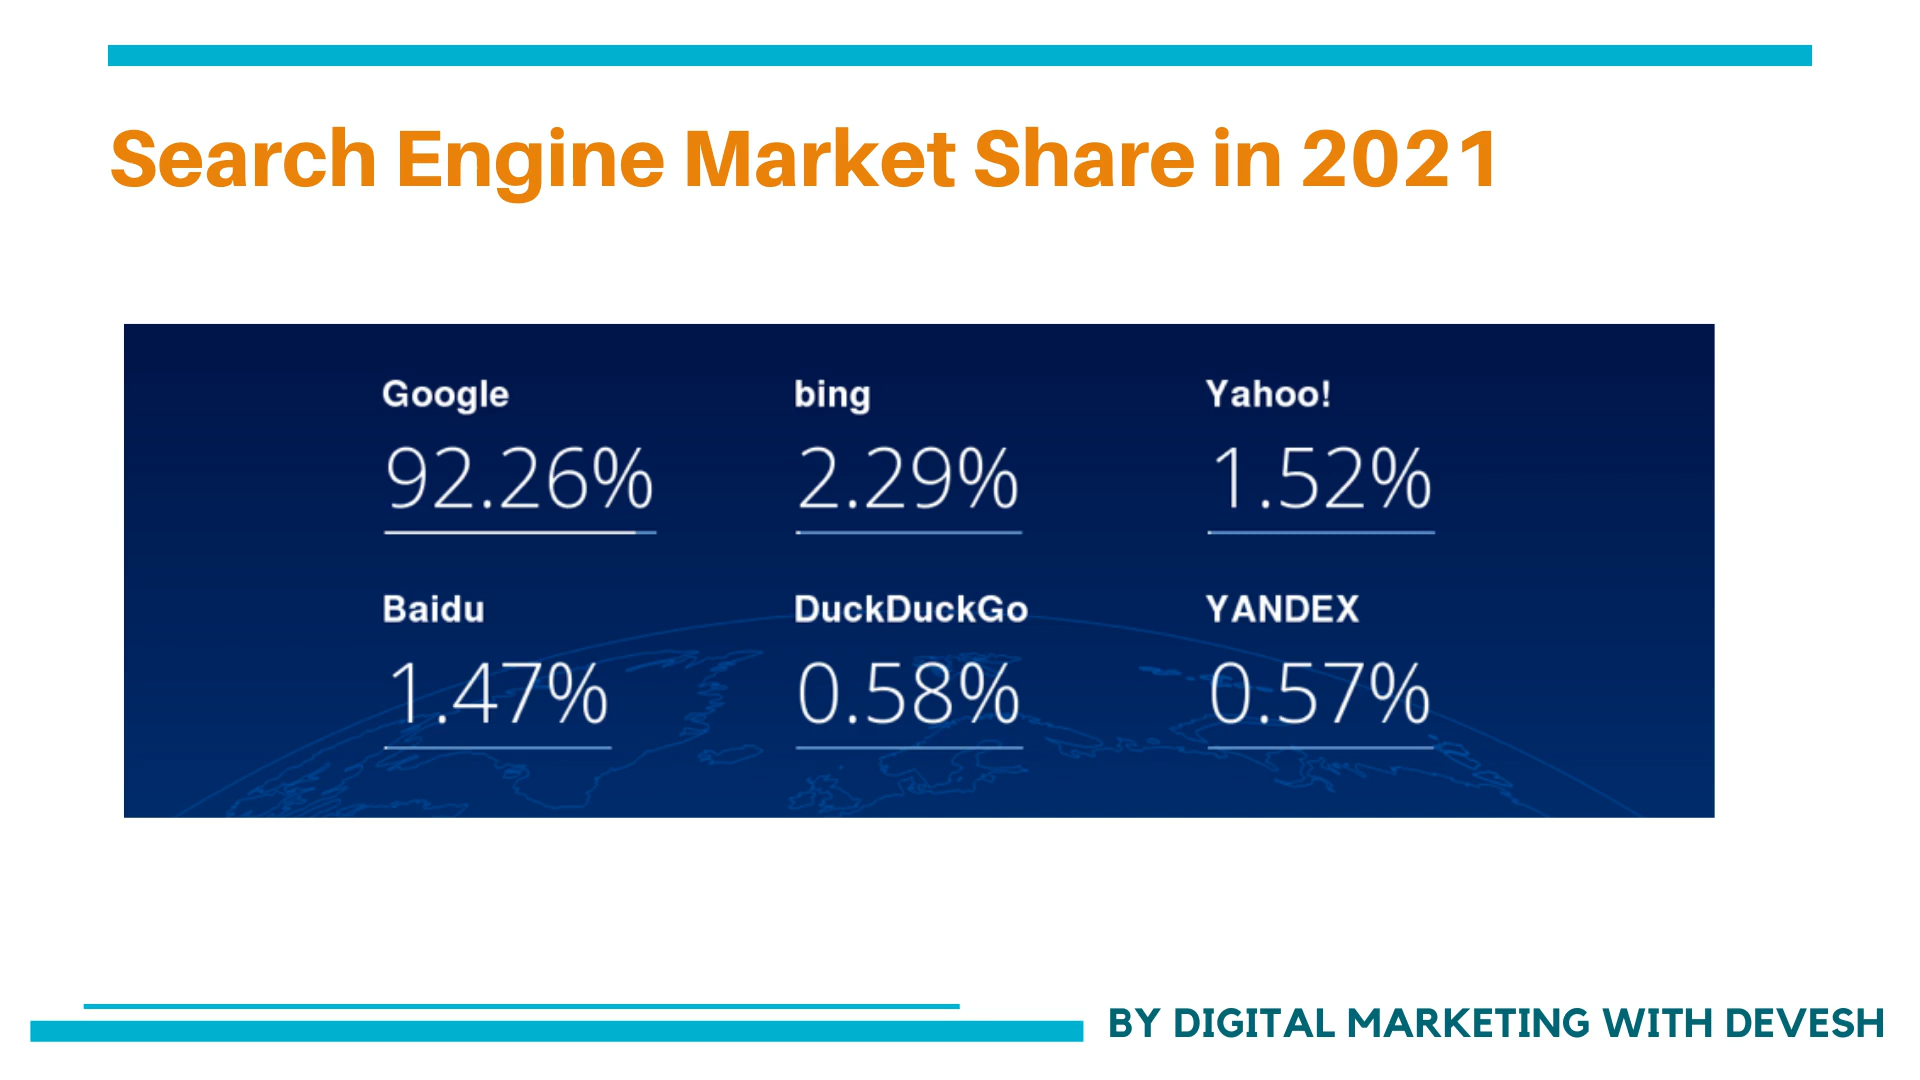 Search Engine Market Share in 2021
Google bing Yahoo!
92.26% 2.29% 1.52%
Baidu DuckDuckGo YANDEX
1.47% 0.58% 0.57%
BY DIGITAL MARKETING WITH DEVESH